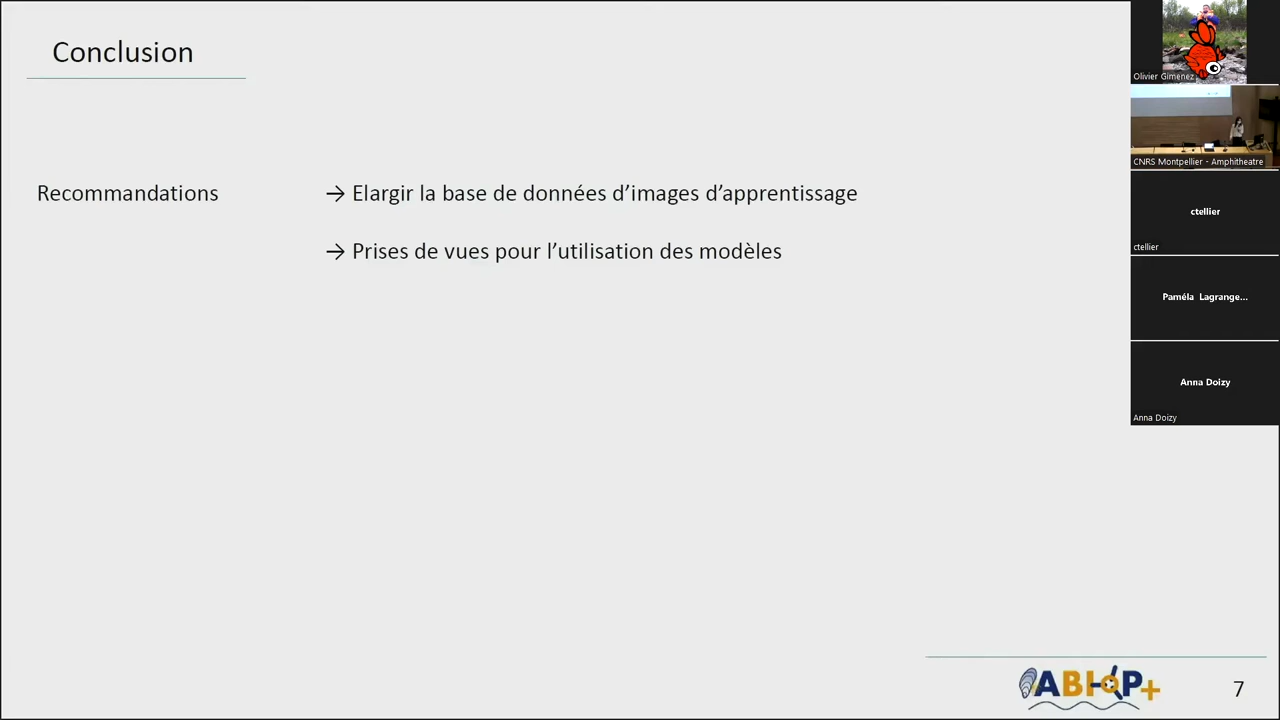 Conclusion
Recommandations
→ Elargir la base de données d’images d’apprentissage
→ Prises de vues pour l’utilisation des modèles
Olivier Gimenez
CNRS Montpellier - Amphitheatre
ctellier
ctellier
Paméla Lagrange...
Anna Doizy
Anna Doizy
ABIOP+
7